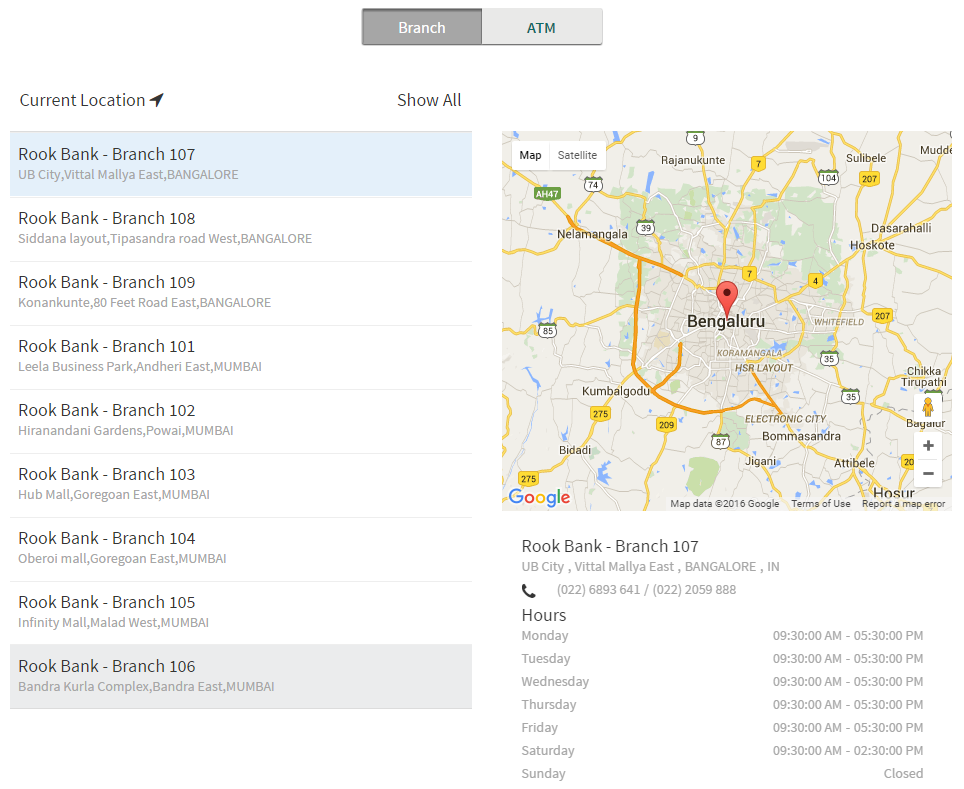 Branch
ATM
Current Location
Show All
Rook Bank - Branch 107
UB City,Vittal Mallya East,BANGALORE
Rook Bank - Branch 108
Siddana layout,Tipasandra road West,BANGALORE
Rook Bank - Branch 109
Konankunte,80 Feet Road East,BANGALORE
Rook Bank - Branch 101
Leela Business Park,Andheri East,MUMBAI
Rook Bank - Branch 102
Hiranandani Gardens,Powai,MUMBAI
Rook Bank - Branch 103
Hub Mall,Goregoan East,MUMBAI
Rook Bank - Branch 104
Oberoi mall,Goregoan East,MUMBAI
Rook Bank - Branch 105
Infinity Mall,Malad West,MUMBAI
Rook Bank - Branch 106
Bandra Kurla Complex,Bandra East,MUMBAI
Map
Satellite
9
Rajanukunte
7
Sulibele
Mudde
104
207
74
AH47
39
Nelamangala
Dasarahalli
Hoskote
7
4
Bengaluru
207
WHITEFIELD
85
KORAMANGALA
35
HSR LAYOUT
Chikka
Tirupathi
Kumbalgodu
35
275
209
ELECTRONIC CITY
Bagalur
87
Bommasandra
+
Bidadi
Jigani
Attibele
20
−
275
Hosur
Google
Map data ©2016 Google
Terms of Use
Report a map error
Rook Bank - Branch 107
UB City , Vittal Mallya East , BANGALORE , IN
(022) 6893 641 / (022) 2059 888
Hours
Monday 09:30:00 AM - 05:30:00 PM
Tuesday 09:30:00 AM - 05:30:00 PM
Wednesday 09:30:00 AM - 05:30:00 PM
Thursday 09:30:00 AM - 05:30:00 PM
Friday 09:30:00 AM - 05:30:00 PM
Saturday 09:30:00 AM - 02:30:00 PM
Sunday Closed